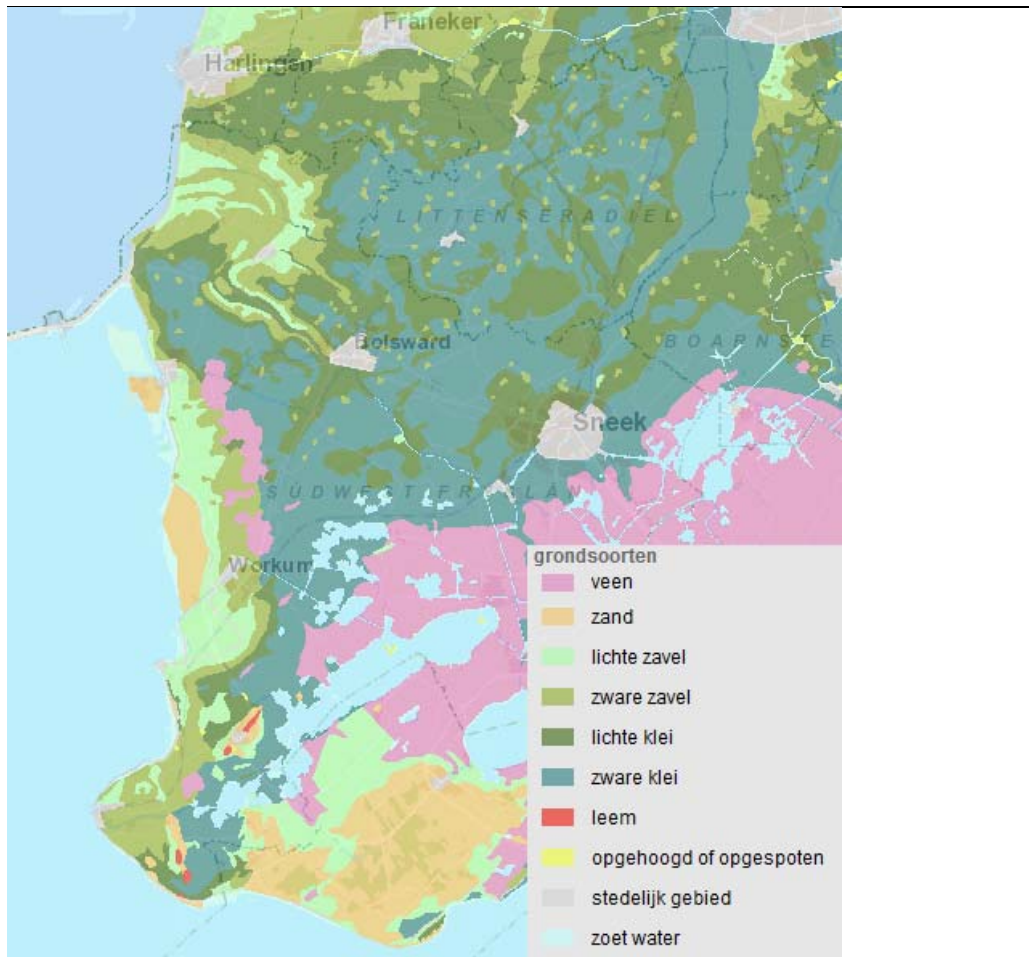 Franeker
Harlingen
LITTENSERADIEL
Bolsward
BOARNSTE
Sneek
SÚDWEST FRYSLÂN
Workum
grondsoorten
veen
zand
lichte zavel
zware zavel
lichte klei
zware klei
leem
opgehoogd of opgespoten
stedelijk gebied
zoet water